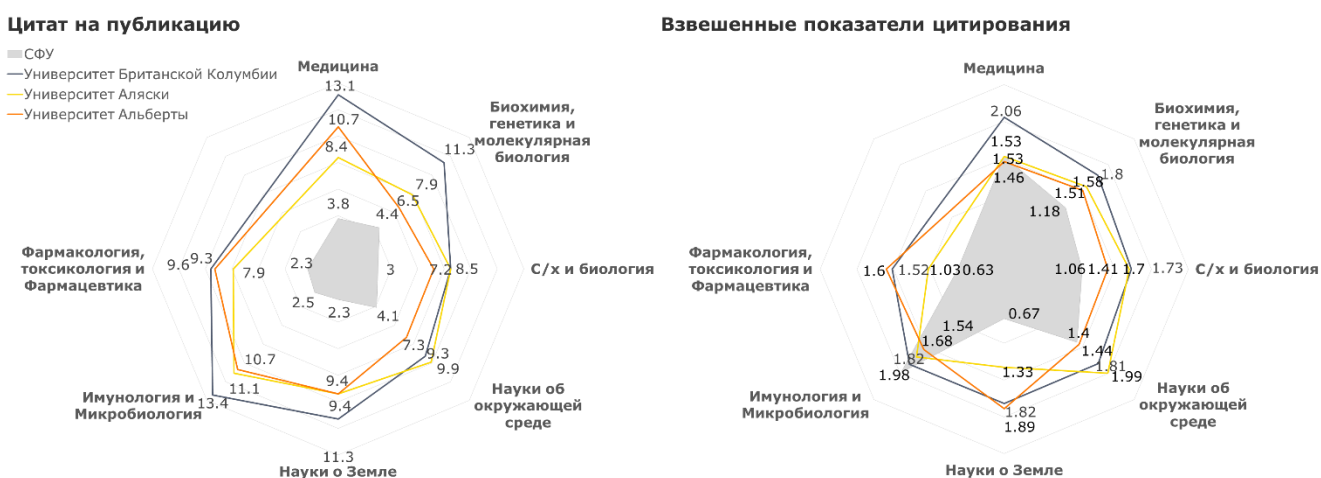 Цитат на публикацию
СФУ
Университет Британской Колумбии
Университет Аляски
Университет Альберты
Медицина
13.1
10.7
8.4
3.8
Биохимия,
генетика и
молекулярная
биология
11.3
7.9
6.5
4.4
С/х и биология
3
7.2
8.5
Науки об
окружающей
среде
4.1
7.3
9.3
9.9
Науки о Земле
2.3
9.4
9.4
11.3
Имунология и
Микробиология
2.5
10.7
11.1
13.4
Фармакология,
токсикология и
Фармацевтика
9.6
9.3
7.9
2.3
Взвешенные показатели цитирования
Медицина
2.06
1.53
1.53
1.46
Биохимия,
генетика и
молекулярная
биология
1.8
1.58
1.51
1.18
С/х и биология
1.06
1.41
1.7
1.73
Науки об
окружающей
среде
1.4
1.44
1.81
1.99
Науки о Земле
0.67
1.33
1.82
1.89
Имунология и
Микробиология
1.54
1.68
1.82
1.98
Фармакология,
токсикология и
Фармацевтика
1.6
1.52
1.03
0.63